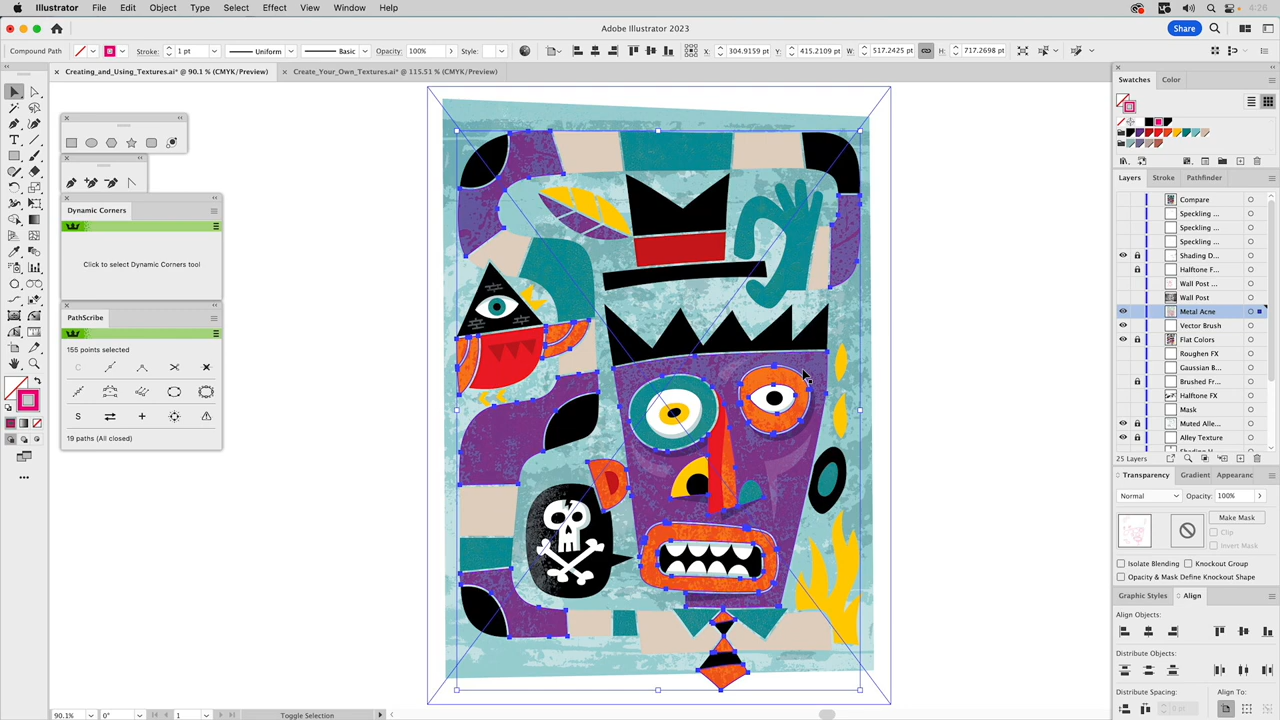 Illustrator File Edit Object Type Select Effect View Window Help 4:26
Adobe Illustrator 2023 Share
Compound Path Stroke: 1 pt Uniform Basic Opacity: 100% Style: X: 304.9159 pt Y: 415.2109 pt W: 517.2425 pt H: 717.2698 pt
× Creating_and_Using_Textures.ai* @ 90.1 % (CMYK/Preview) × Create_Your_Own_Textures.ai* @ 115.51 % (CMYK/Preview)
Swatches Color
Dynamic Corners
Click to select Dynamic Corners tool
PathScribe
155 points selected
19 paths (All closed)
Layers Stroke Pathfinder
Compare
Speckling ...
Speckling ...
Speckling ...
Shading D...
Halftone F...
Wall Post ...
Wall Post
Metal Acne
Vector Brush
Flat Colors
Roughen FX
Gaussian B...
Brushed Fr...
Halftone FX
Mask
Muted Alle...
Alley Texture
25 Layers
Transparency Gradient Appearanc
Normal Opacity: 100%
Make Mask
Clip
Invert Mask
Isolate Blending Knockout Group
Opacity & Mask Define Knockout Shape
Graphic Styles Align
Align Objects:
Distribute Objects:
Distribute Spacing: Align To:
0 pt
90.1% 0° 1 Toggle Selection